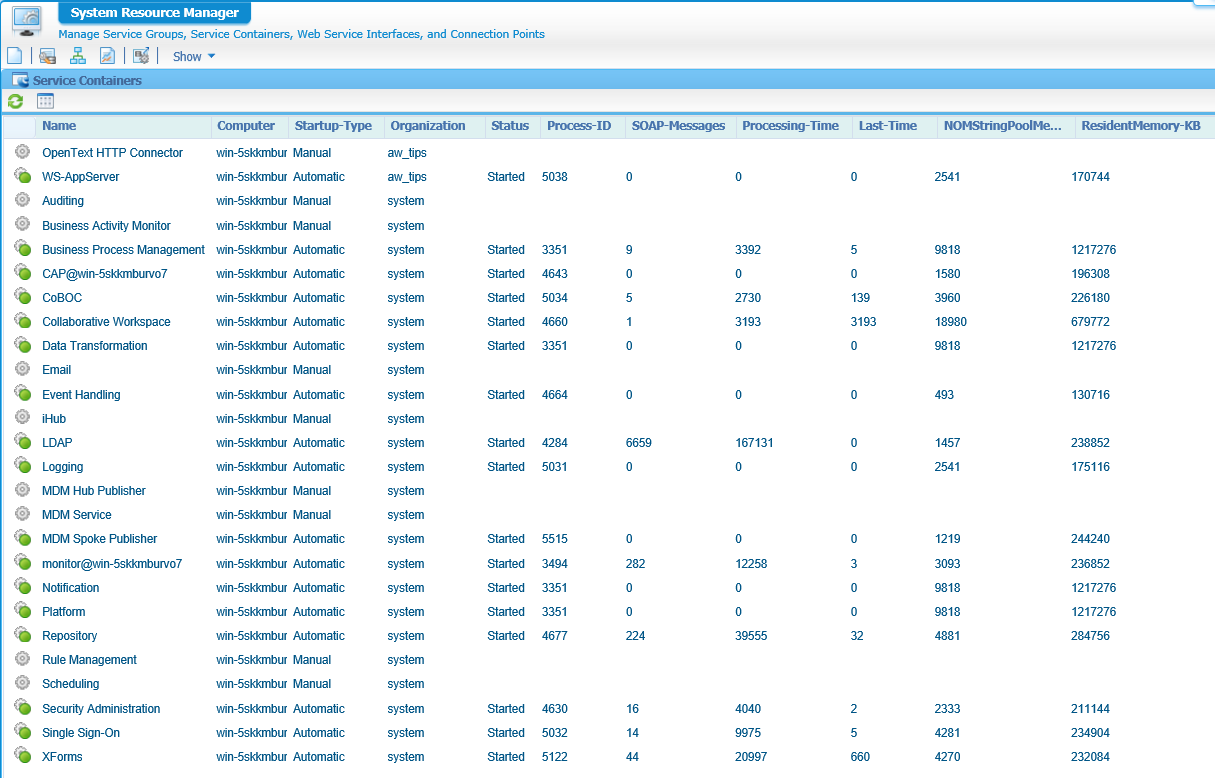 System Resource Manager
Manage Service Groups, Service Containers, Web Service Interfaces, and Connection Points
Show
Service Containers
Name Computer Startup-Type Organization Status Process-ID SOAP-Messages Processing-Time Last-Time NOMStringPoolMe... ResidentMemory-KB
OpenText HTTP Connector win-5skkmbur Manual aw_tips
WS-AppServer win-5skkmbur Automatic aw_tips Started 5038 0 0 0 2541 170744
Auditing win-5skkmbur Manual system
Business Activity Monitor win-5skkmbur Manual system
Business Process Management win-5skkmbur Automatic system Started 3351 9 3392 5 9818 1217276
CAP@win-5skkmburvo7 win-5skkmbur Automatic system Started 4643 0 0 0 1580 196308
CoBOC win-5skkmbur Automatic system Started 5034 5 2730 139 3960 226180
Collaborative Workspace win-5skkmbur Automatic system Started 4660 1 3193 3193 18980 679772
Data Transformation win-5skkmbur Automatic system Started 3351 0 0 0 9818 1217276
Email win-5skkmbur Manual system
Event Handling win-5skkmbur Automatic system Started 4664 0 0 0 493 130716
iHub win-5skkmbur Manual system
LDAP win-5skkmbur Automatic system Started 4284 6659 167131 0 1457 238852
Logging win-5skkmbur Automatic system Started 5031 0 0 0 2541 175116
MDM Hub Publisher win-5skkmbur Manual system
MDM Service win-5skkmbur Manual system
MDM Spoke Publisher win-5skkmbur Automatic system Started 5515 0 0 0 1219 244240
monitor@win-5skkmburvo7 win-5skkmbur Automatic system Started 3494 282 12258 3 3093 236852
Notification win-5skkmbur Automatic system Started 3351 0 0 0 9818 1217276
Platform win-5skkmbur Automatic system Started 3351 0 0 0 9818 1217276
Repository win-5skkmbur Automatic system Started 4677 224 39555 32 4881 284756
Rule Management win-5skkmbur Manual system
Scheduling win-5skkmbur Manual system
Security Administration win-5skkmbur Automatic system Started 4630 16 4040 2 2333 211144
Single Sign-On win-5skkmbur Automatic system Started 5032 14 9975 5 4281 234904
XForms win-5skkmbur Automatic system Started 5122 44 20997 660 4270 232084